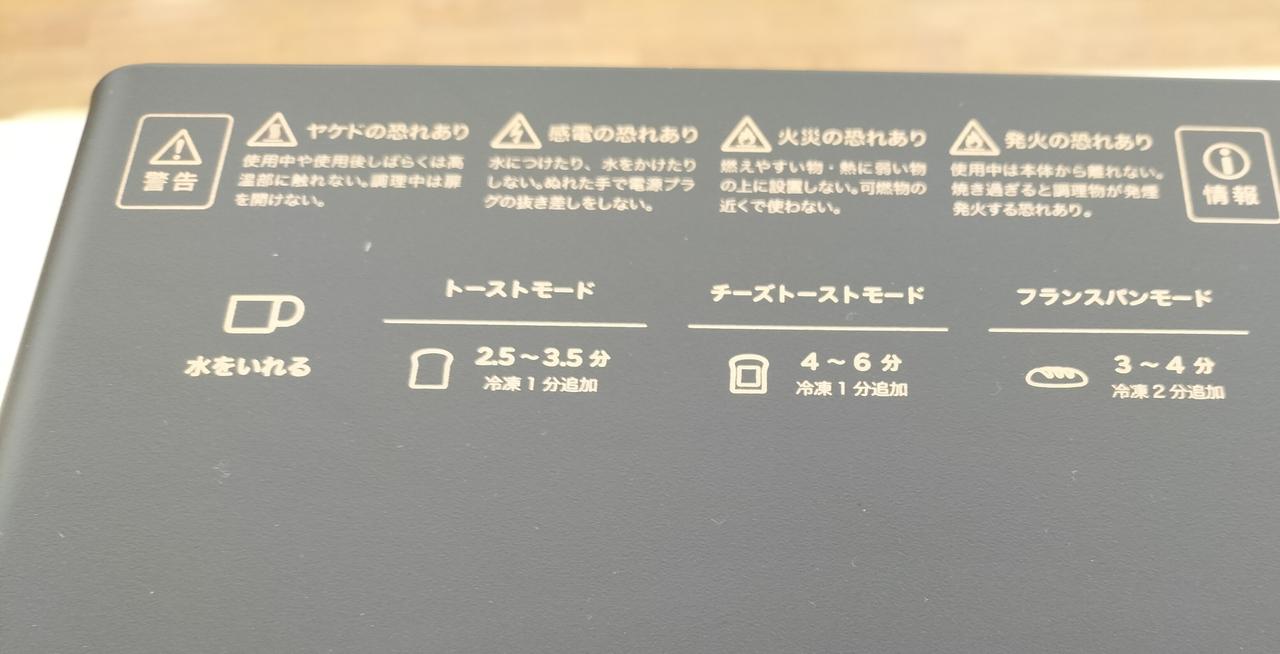 警告
ヤケドの恐れあり
使用中や使用後しばらくは高
温部に触れない。調理中は扉
を開けない。
感電の恐れあり
水につけたり、水をかけたり
しない。ぬれた手で電源プラ
グの抜き差しをしない。
火災の恐れあり
燃えやすい物・熱に弱い物
の上に設置しない。可燃物の
近くで使わない。
発火の恐れあり
使用中は本体から離れない。
焼き過ぎると調理物が発煙
発火する恐れあり。
情報
水をいれる
トーストモード
2.5～3.5 分
冷凍 1 分追加
チーズトーストモード
4～6 分
冷凍 1 分追加
フランスパンモード
3～4 分
冷凍 2 分追加